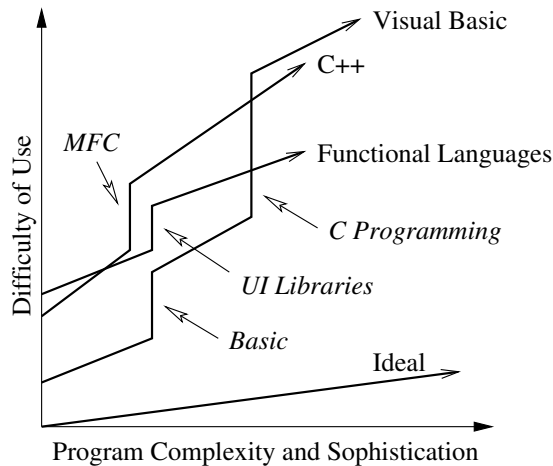 Visual Basic
C++
MFC
Functional Languages
C Programming
UI Libraries
Basic
Ideal
Difficulty of Use
Program Complexity and Sophistication